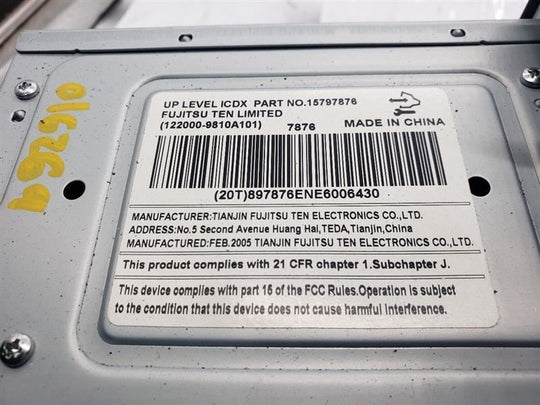 UP LEVEL ICDX PART NO.15797876
FUJITSU TEN LIMITED
(122000-9810A101) 7876 MADE IN CHINA
(20T)897876ENE6006430
MANUFACTURER:TIANJIN FUJITSU TEN ELECTRONICS CO.,LTD.
ADDRESS:No.5 Second Avenue Huang Hai,TEDA,Tianjin,China
MANUFACTURED:FEB.2005 TIANJIN FUJITSU TEN ELECTRONICS CO.,LTD.
This product complies with 21 CFR chapter 1.Subchapter J.
This device complies with part 15 of the FCC Rules.Operation is subject
to the condition that this device does not cause harmful interference.